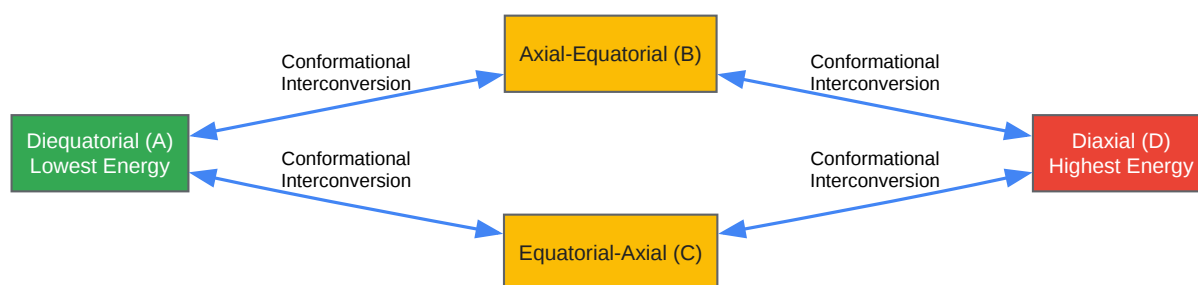 Conformational
Interconversion
Axial-Equatorial (B)
Conformational
Interconversion
Diequatorial (A)
Lowest Energy
Diaxial (D)
Highest Energy
Conformational
Interconversion
Conformational
Interconversion
Equatorial-Axial (C)